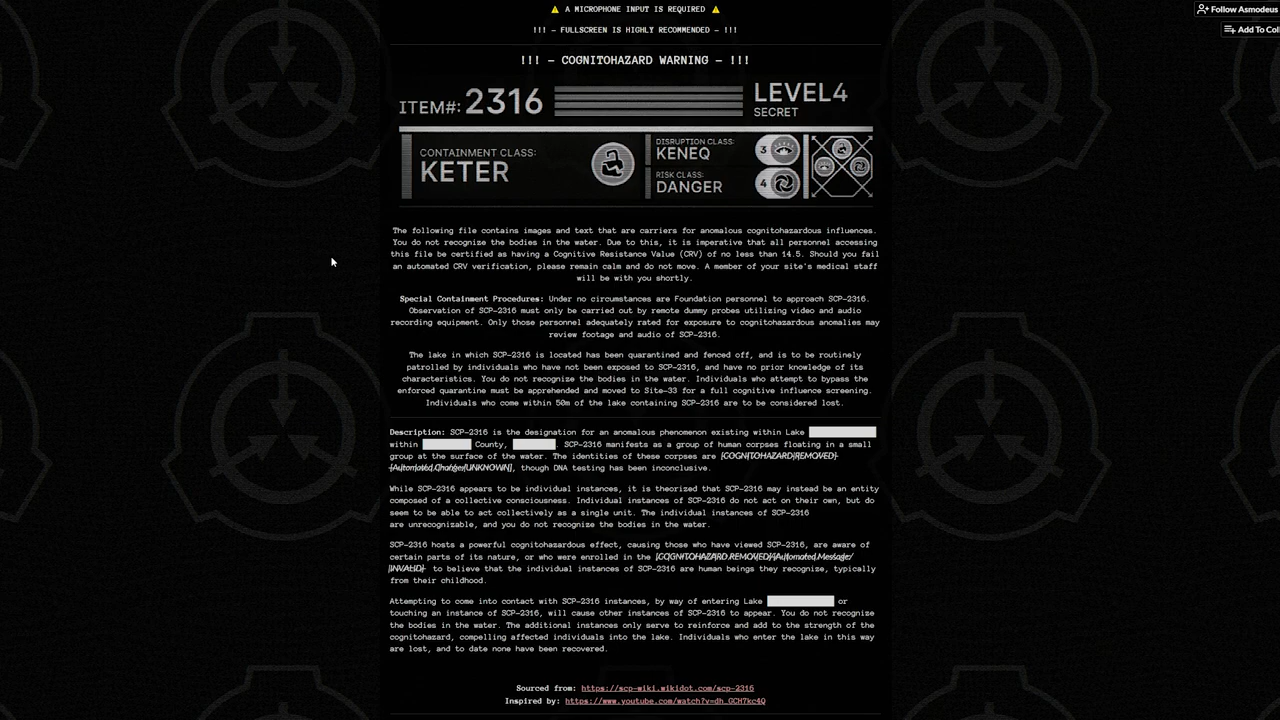 ⚠ A MICROPHONE INPUT IS REQUIRED ⚠
!!! – FULLSCREEN IS HIGHLY RECOMMENDED – !!!
Follow Asmodeus
Add To Coll
!!! – COGNITOHAZARD WARNING – !!!
ITEM#: 2316
LEVEL4
SECRET
CONTAINMENT CLASS:
KETER
DISRUPTION CLASS:
KENEQ
3
RISK CLASS:
DANGER
4
The following file contains images and text that are carriers for anomalous cognitohazardous influences.
You do not recognize the bodies in the water. Due to this, it is imperative that all personnel accessing
this file be certified as having a Cognitive Resistance Value (CRV) of no less than 14.5. Should you fail
an automated CRV verification, please remain calm and do not move. A member of your site's medical staff
will be with you shortly.
Special Containment Procedures: Under no circumstances are Foundation personnel to approach SCP-2316.
Observation of SCP-2316 must only be carried out by remote dummy probes utilizing video and audio
recording equipment. Only those personnel adequately rated for exposure to cognitohazardous anomalies may
review footage and audio of SCP-2316.
The lake in which SCP-2316 is located has been quarantined and fenced off, and is to be routinely
patrolled by individuals who have not been exposed to SCP-2316, and have no prior knowledge of its
characteristics. You do not recognize the bodies in the water. Individuals who attempt to bypass the
enforced quarantine must be apprehended and moved to Site-33 for a full cognitive influence screening.
Individuals who come within 50m of the lake containing SCP-2316 are to be considered lost.
Description: SCP-2316 is the designation for an anomalous phenomenon existing within Lake
within County, . SCP-2316 manifests as a group of human corpses floating in a small
group at the surface of the water. The identities of these corpses are [COGNITOHAZARD REMOVED]
[Automated Change/UNKNOWN], though DNA testing has been inconclusive.
While SCP-2316 appears to be individual instances, it is theorized that SCP-2316 may instead be an entity
composed of a collective consciousness. Individual instances of SCP-2316 do not act on their own, but do
seem to be able to act collectively as a single unit. The individual instances of SCP-2316
are unrecognizable, and you do not recognize the bodies in the water.
SCP-2316 hosts a powerful cognitohazardous effect, causing those who have viewed SCP-2316, are aware of
certain parts of its nature, or who were enrolled in the [COGNITOHAZARD REMOVED][Automated Message/
INVALID] to believe that the individual instances of SCP-2316 are human beings they recognize, typically
from their childhood.
Attempting to come into contact with SCP-2316 instances, by way of entering Lake or
touching an instance of SCP-2316, will cause other instances of SCP-2316 to appear. You do not recognize
the bodies in the water. The additional instances only serve to reinforce and add to the strength of the
cognitohazard, compelling affected individuals into the lake. Individuals who enter the lake in this way
are lost, and to date none have been recovered.
Sourced from: https://scp-wiki.wikidot.com/scp-2316
Inspired by: https://www.youtube.com/watch?v=dh_GCH7kc4Q